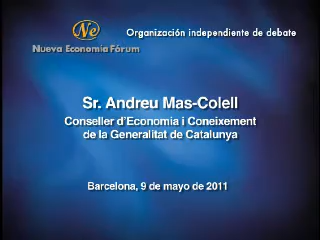 Ne
Organización independiente de debate
Nueva Economía Fórum
Sr. Andreu Mas-Colell
Conseller d'Economia i Coneixement
de la Generalitat de Catalunya
Barcelona, 9 de mayo de 2011